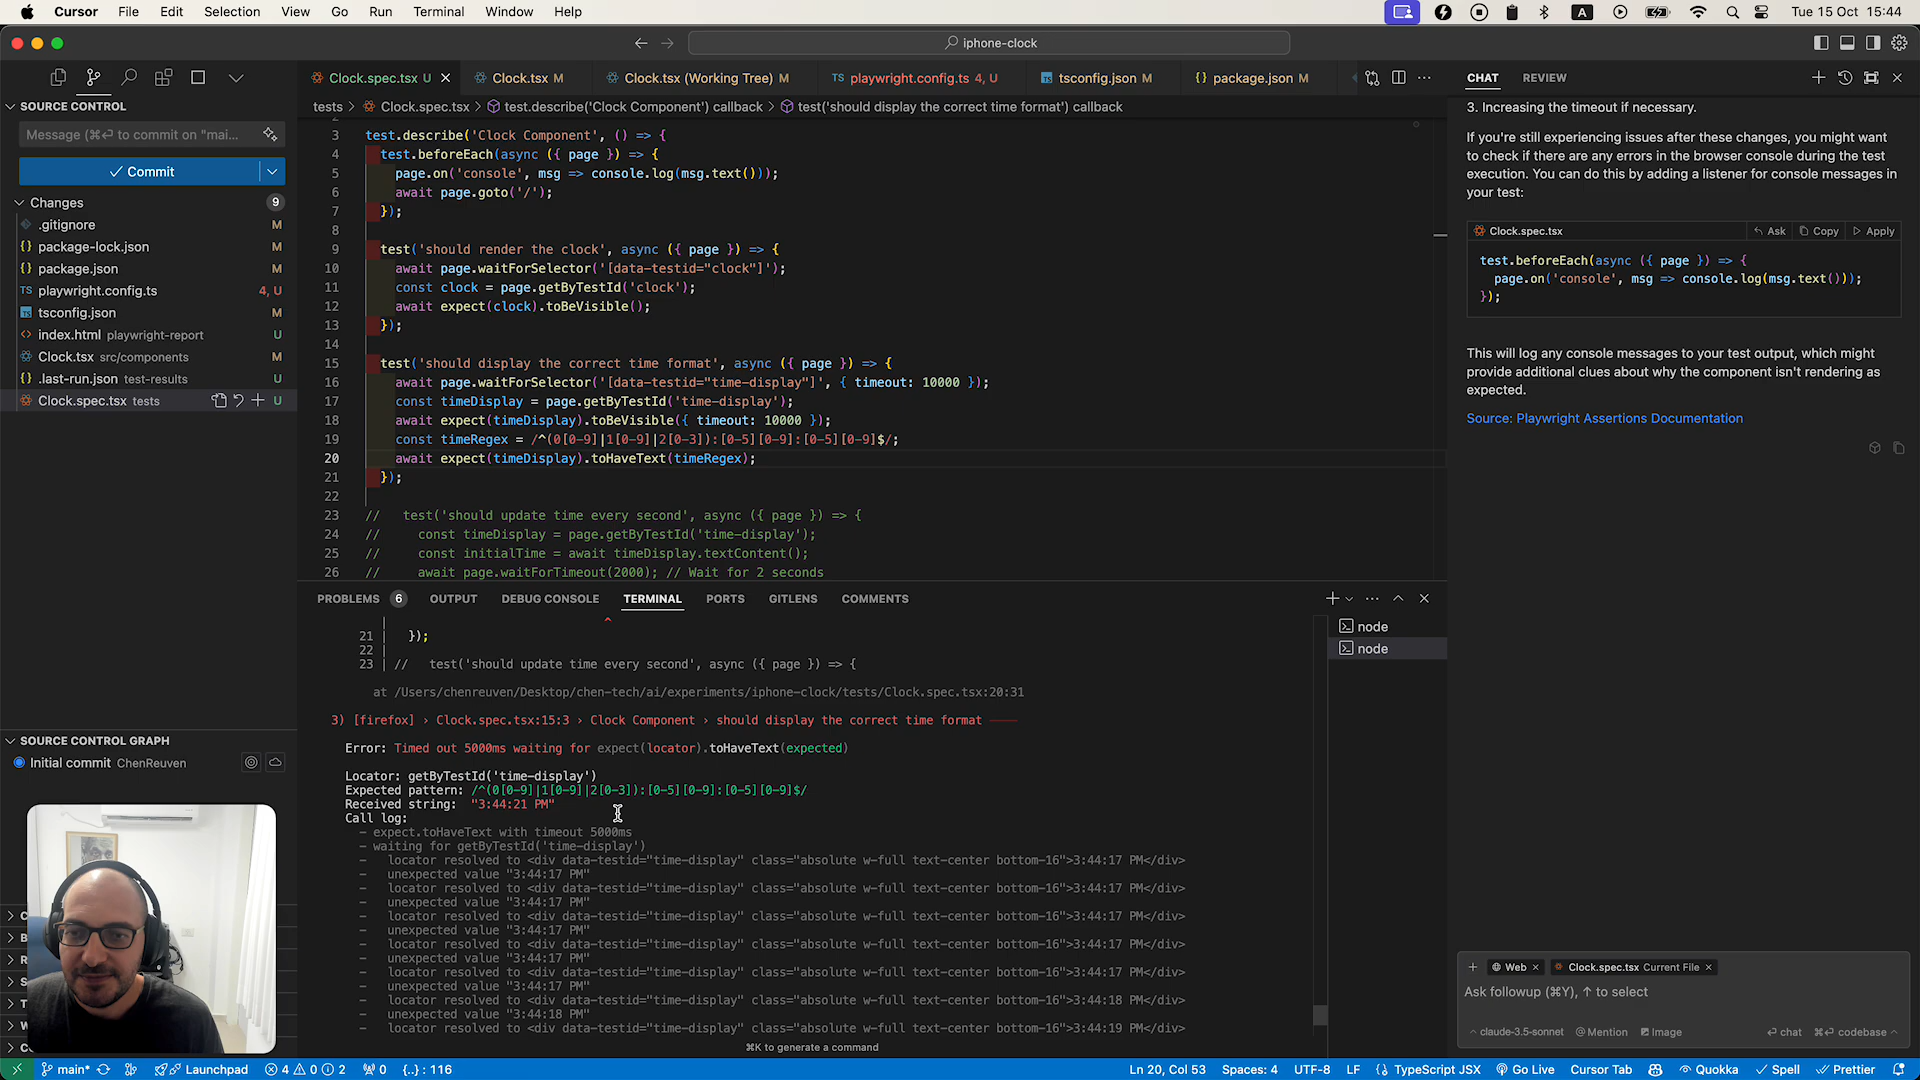 Cursor File Edit Selection View Go Run Terminal Window Help
A Tue 15 Oct 15:44
iphone-clock
Clock.spec.tsx U
Clock.tsx M
Clock.tsx (Working Tree) M
playwright.config.ts 4, U
TS tsconfig.json M
{} package.json M
CHAT REVIEW
SOURCE CONTROL
tests > Clock.spec.tsx > test.describe('Clock Component') callback > test('should display the correct time format') callback
Message (⌘↩ to commit on "mai...
Commit
Changes 9
.gitignore M
{} package-lock.json M
{} package.json M
TS playwright.config.ts 4, U
TS tsconfig.json M
<> index.html playwright-report U
Clock.tsx src/components M
{} .last-run.json test-results U
Clock.spec.tsx tests U
SOURCE CONTROL GRAPH
Initial commit ChenReuven
2
3 test.describe('Clock Component', () => {
4 test.beforeEach(async ({ page }) => {
5 page.on('console', msg => console.log(msg.text()));
6 await page.goto('/');
7 });
8
9 test('should render the clock', async ({ page }) => {
10 await page.waitForSelector('[data-testid="clock"]');
11 const clock = page.getByTestId('clock');
12 await expect(clock).toBeVisible();
13 });
14
15 test('should display the correct time format', async ({ page }) => {
16 await page.waitForSelector('[data-testid="time-display"]', { timeout: 10000 });
17 const timeDisplay = page.getByTestId('time-display');
18 await expect(timeDisplay).toBeVisible({ timeout: 10000 });
19 const timeRegex = /^(0[0-9]|1[0-9]|2[0-3]):[0-5][0-9]:[0-5][0-9]$/;
20 await expect(timeDisplay).toHaveText(timeRegex);
21 });
22
23 // test('should update time every second', async ({ page }) => {
24 // const timeDisplay = page.getByTestId('time-display');
25 // const initialTime = await timeDisplay.textContent();
26 // await page.waitForTimeout(2000); // Wait for 2 seconds
PROBLEMS 6 OUTPUT DEBUG CONSOLE TERMINAL PORTS GITLENS COMMENTS
| ^
21 | });
22 |
23 | // test('should update time every second', async ({ page }) => {
at /Users/chenreuven/Desktop/chen-tech/ai/experiments/iphone-clock/tests/Clock.spec.tsx:20:31
3) [firefox] › Clock.spec.tsx:15:3 › Clock Component › should display the correct time format ────
Error: Timed out 5000ms waiting for expect(locator).toHaveText(expected)
Locator: getByTestId('time-display')
Expected pattern: /^(0[0-9]|1[0-9]|2[0-3]):[0-5][0-9]:[0-5][0-9]$/
Received string: "3:44:21 PM"
Call log:
- expect.toHaveText with timeout 5000ms
- waiting for getByTestId('time-display')
- locator resolved to <div data-testid="time-display" class="absolute w-full text-center bottom-16">3:44:17 PM</div>
- unexpected value "3:44:17 PM"
- locator resolved to <div data-testid="time-display" class="absolute w-full text-center bottom-16">3:44:17 PM</div>
- unexpected value "3:44:17 PM"
- locator resolved to <div data-testid="time-display" class="absolute w-full text-center bottom-16">3:44:17 PM</div>
- unexpected value "3:44:17 PM"
- locator resolved to <div data-testid="time-display" class="absolute w-full text-center bottom-16">3:44:17 PM</div>
- unexpected value "3:44:17 PM"
- locator resolved to <div data-testid="time-display" class="absolute w-full text-center bottom-16">3:44:17 PM</div>
- unexpected value "3:44:17 PM"
- locator resolved to <div data-testid="time-display" class="absolute w-full text-center bottom-16">3:44:18 PM</div>
- unexpected value "3:44:18 PM"
- locator resolved to <div data-testid="time-display" class="absolute w-full text-center bottom-16">3:44:19 PM</div>
⌘K to generate a command
node
node
3. Increasing the timeout if necessary.
If you're still experiencing issues after these changes, you might want
to check if there are any errors in the browser console during the test
execution. You can do this by adding a listener for console messages in
your test:
Clock.spec.tsx Ask Copy Apply
test.beforeEach(async ({ page }) => {
page.on('console', msg => console.log(msg.text()));
});
This will log any console messages to your test output, which might
provide additional clues about why the component isn't rendering as
expected.
Source: Playwright Assertions Documentation
+ Web × Clock.spec.tsx Current File ×
Ask followup (⌘Y), ↑ to select
^ claude-3.5-sonnet @Mention Image ↩ chat ⌘↩ codebase ^
main* Launchpad 4 0 2 0 {..} : 116
Ln 20, Col 53 Spaces: 4 UTF-8 LF TypeScript JSX Go Live Cursor Tab Quokka Spell Prettier